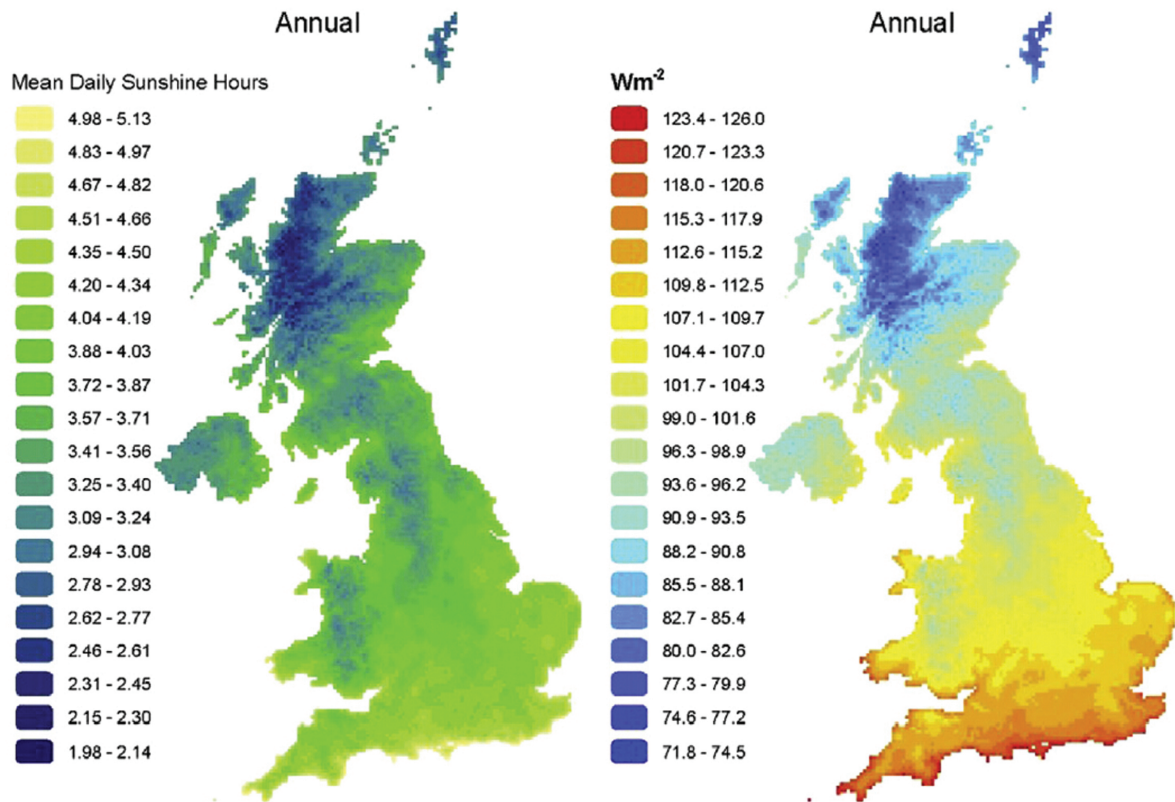 Annual
Mean Daily Sunshine Hours
4.98 - 5.13
4.83 - 4.97
4.67 - 4.82
4.51 - 4.66
4.35 - 4.50
4.20 - 4.34
4.04 - 4.19
3.88 - 4.03
3.72 - 3.87
3.57 - 3.71
3.41 - 3.56
3.25 - 3.40
3.09 - 3.24
2.94 - 3.08
2.78 - 2.93
2.62 - 2.77
2.46 - 2.61
2.31 - 2.45
2.15 - 2.30
1.98 - 2.14
Annual
Wm⁻²
123.4 - 126.0
120.7 - 123.3
118.0 - 120.6
115.3 - 117.9
112.6 - 115.2
109.8 - 112.5
107.1 - 109.7
104.4 - 107.0
101.7 - 104.3
99.0 - 101.6
96.3 - 98.9
93.6 - 96.2
90.9 - 93.5
88.2 - 90.8
85.5 - 88.1
82.7 - 85.4
80.0 - 82.6
77.3 - 79.9
74.6 - 77.2
71.8 - 74.5